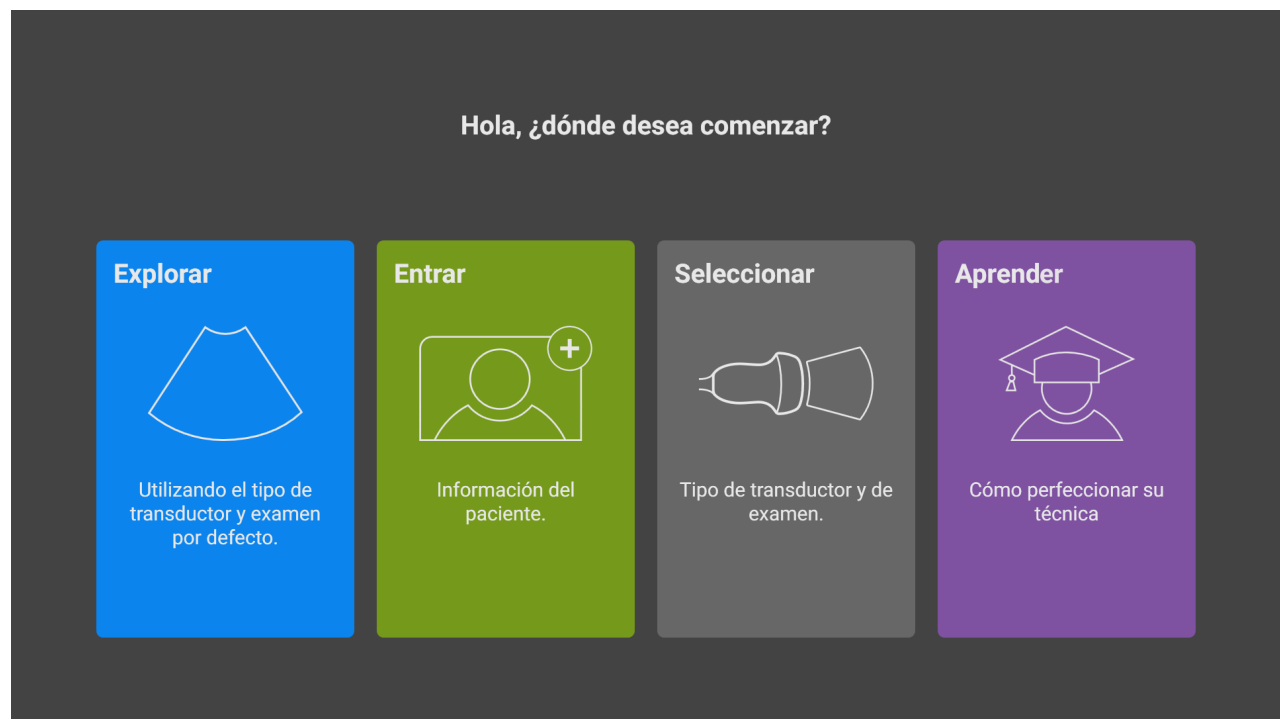 Hola, ¿dónde desea comenzar?
Explorar
Utilizando el tipo de
transductor y examen
por defecto.
Entrar
Información del
paciente.
Seleccionar
Tipo de transductor y de
examen.
Aprender
Cómo perfeccionar su
técnica